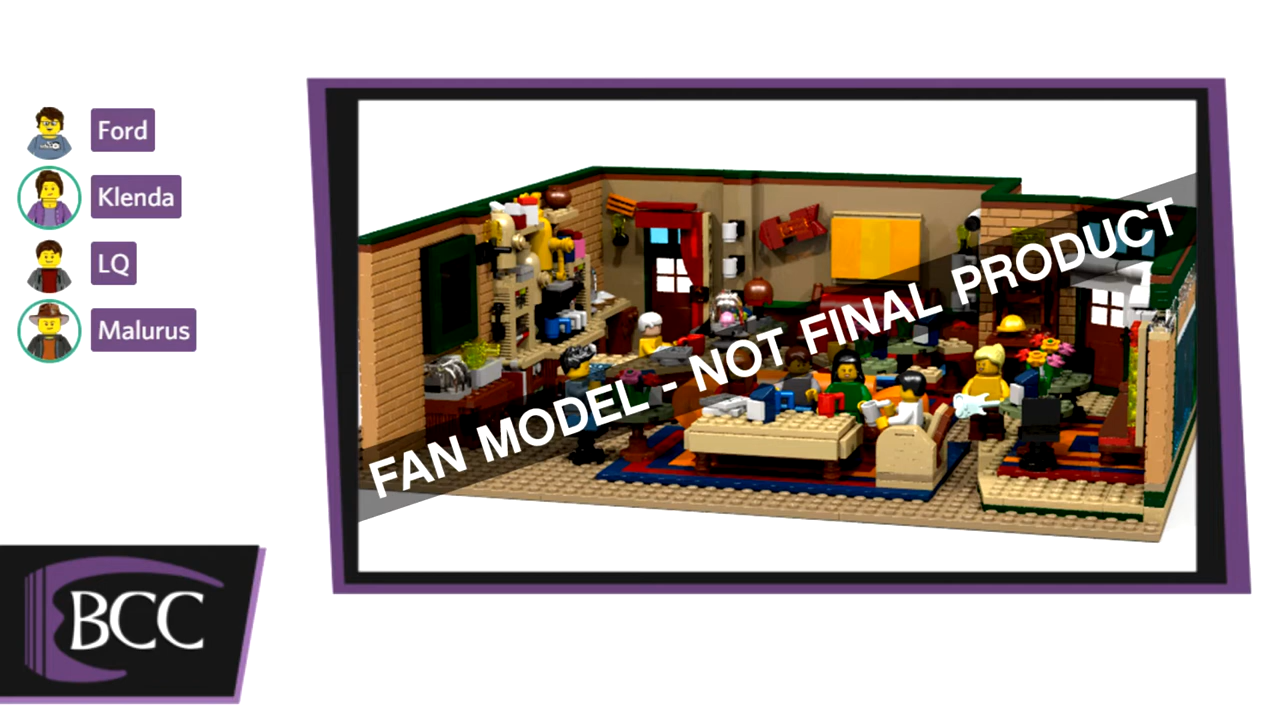 Ford
Klenda
LQ
Malurus
FAN MODEL - NOT FINAL PRODUCT
BCC